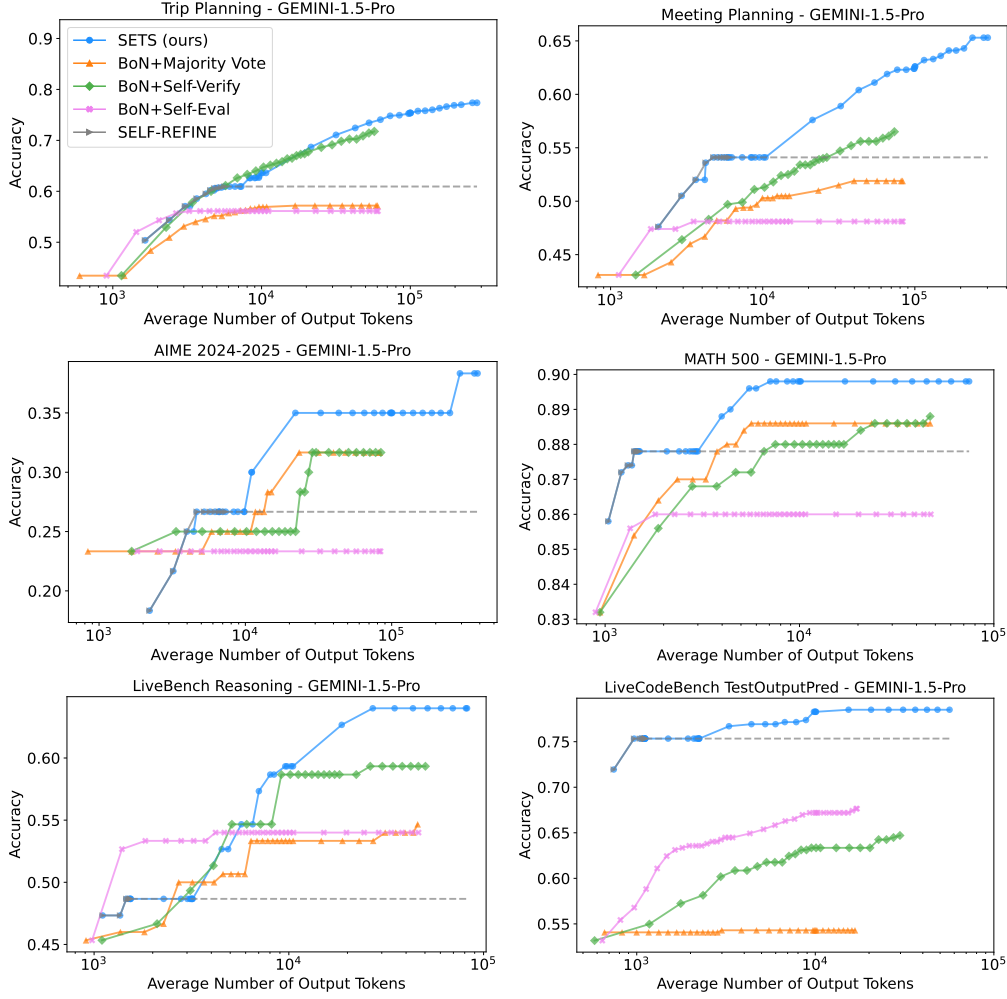 Trip Planning - GEMINI-1.5-Pro
0.9
0.8
0.7
0.6
0.5
Accuracy
SETS (ours)
BoN+Majority Vote
BoN+Self-Verify
BoN+Self-Eval
SELF-REFINE
10³ 10⁴ 10⁵
Average Number of Output Tokens
Meeting Planning - GEMINI-1.5-Pro
0.65
0.60
0.55
0.50
0.45
Accuracy
10³ 10⁴ 10⁵
Average Number of Output Tokens
AIME 2024-2025 - GEMINI-1.5-Pro
0.35
0.30
0.25
0.20
Accuracy
10³ 10⁴ 10⁵
Average Number of Output Tokens
MATH 500 - GEMINI-1.5-Pro
0.90
0.89
0.88
0.87
0.86
0.85
0.84
0.83
Accuracy
10³ 10⁴ 10⁵
Average Number of Output Tokens
LiveBench Reasoning - GEMINI-1.5-Pro
0.60
0.55
0.50
0.45
Accuracy
10³ 10⁴ 10⁵
Average Number of Output Tokens
LiveCodeBench TestOutputPred - GEMINI-1.5-Pro
0.75
0.70
0.65
0.60
0.55
Accuracy
10³ 10⁴ 10⁵
Average Number of Output Tokens